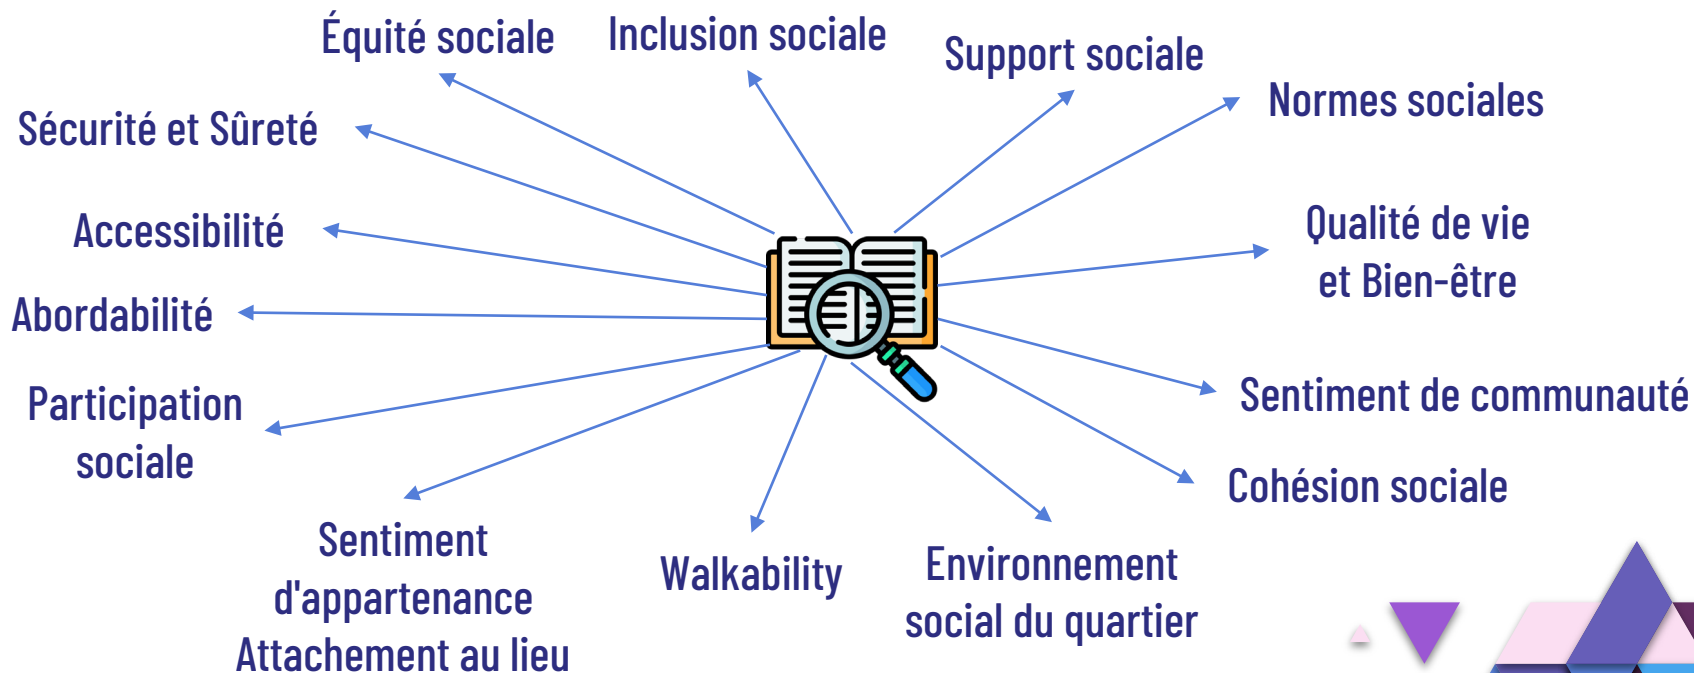 Équité sociale
Inclusion sociale
Support sociale
Normes sociales
Sécurité et Sûreté
Accessibilité
Qualité de vie
et Bien-être
Abordabilité
Sentiment de communauté
Participation
sociale
Cohésion sociale
Sentiment
d'appartenance
Attachement au lieu
Walkability
Environnement
social du quartier